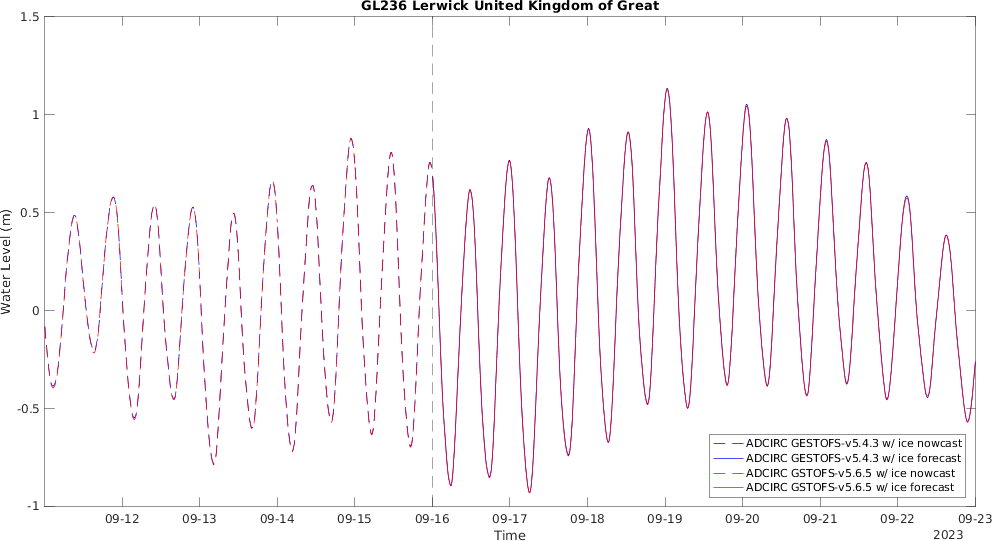 GL236 Lerwick United Kingdom of Great
1.5
1
0.5
0
-0.5
-1
Water Level (m)
ADCIRC GESTOFS-v5.4.3 w/ ice nowcast
ADCIRC GESTOFS-v5.4.3 w/ ice forecast
ADCIRC GSTOFS-v5.6.5 w/ ice nowcast
ADCIRC GSTOFS-v5.6.5 w/ ice forecast
09-12 09-13 09-14 09-15 09-16 09-17 09-18 09-19 09-20 09-21 09-22 09-23
Time
2023